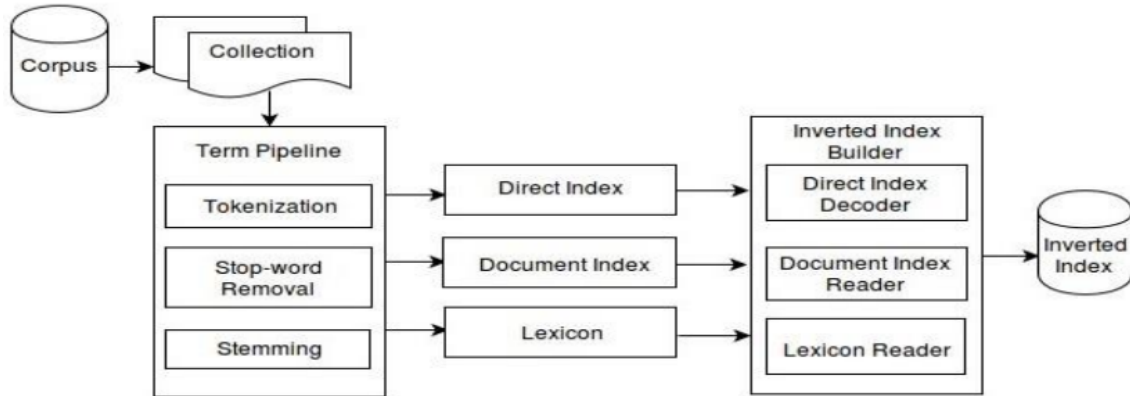 Corpus
Collection
Term Pipeline
Tokenization
Stop-word
Removal
Stemming
Direct Index
Document Index
Lexicon
Inverted Index
Builder
Direct Index
Decoder
Document Index
Reader
Lexicon Reader
Inverted
Index